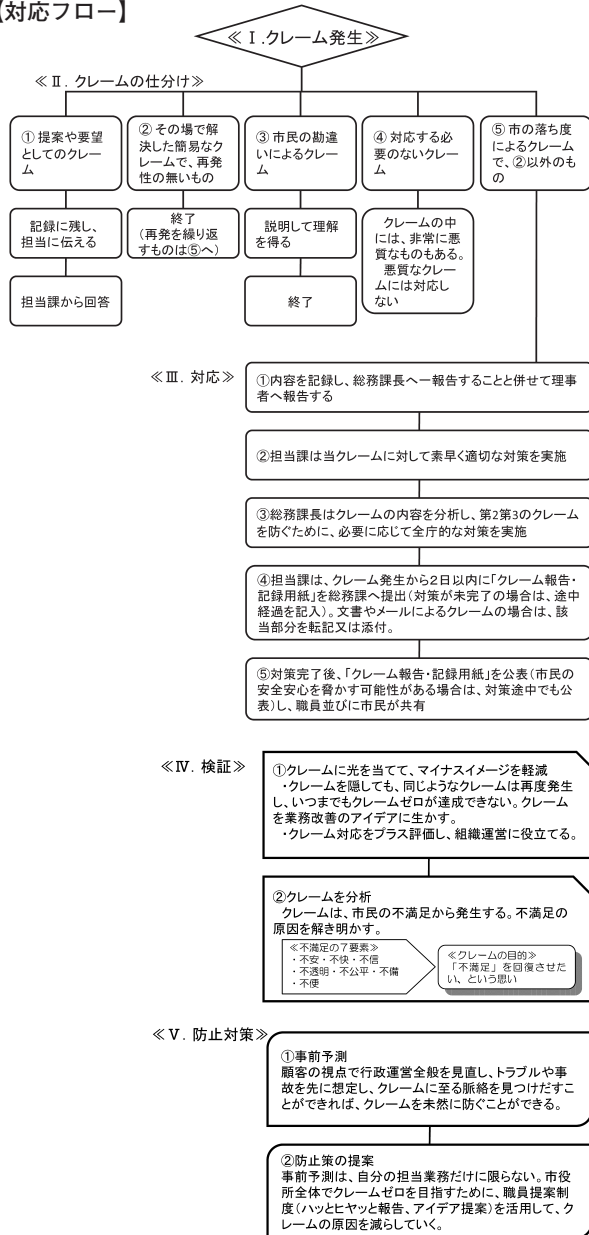 【対応フロー】
≪Ⅰ.クレーム発生≫
≪Ⅱ. クレームの仕分け≫
① 提案や要望
としてのクレー
ム
② その場で解
決した簡易なク
レームで、再発
性の無いもの
③ 市民の勘違
いによるクレー
ム
④ 対応する必
要のないクレー
ム
⑤ 市の落ち度
によるクレーム
で、②以外のも
の
記録に残し、
担当に伝える
終了
(再発を繰り返
すものは⑤へ)
説明して理解
を得る
クレームの中
には、非常に悪
質なものもある。
悪質なクレー
ムには対応し
ない
担当課から回答
終了
≪Ⅲ. 対応≫
①内容を記録し、総務課長へ一報告することと併せて理事
者へ報告する
②担当課は当クレームに対して素早く適切な対策を実施
③総務課長はクレームの内容を分析し、第2第3のクレーム
を防ぐために、必要に応じて全庁的な対策を実施
④担当課は、クレーム発生から2日以内に「クレーム報告・
記録用紙」を総務課へ提出(対策が未完了の場合は、途中
経過を記入)。文書やメールによるクレームの場合は、該
当部分を転記又は添付。
⑤対策完了後、「クレーム報告・記録用紙」を公表(市民の
安全安心を脅かす可能性がある場合は、対策途中でも公
表)し、職員並びに市民が共有
≪Ⅳ. 検証≫
①クレームに光を当てて、マイナスイメージを軽減
・クレームを隠しても、同じようなクレームは再度発生
し、いつまでもクレームゼロが達成できない。クレーム
を業務改善のアイデアに生かす。
・クレーム対応をプラス評価し、組織運営に役立てる。
②クレームを分析
クレームは、市民の不満足から発生する。不満足の
原因を解き明かす。
≪不満足の7要素≫
・不安・不快・不信
・不透明・不公平・不備
・不便
≪クレームの目的≫
「不満足」を回復させた
い、という思い
≪Ⅴ. 防止対策≫
①事前予測
顧客の視点で行政運営全般を見直し、トラブルや事
故を先に想定し、クレームに至る脈絡を見つけだすこ
とができれば、クレームを未然に防ぐことができる。
②防止策の提案
事前予測は、自分の担当業務だけに限らない。市役
所全体でクレームゼロを目指すために、職員提案制
度(ハッとヒヤッと報告、アイデア提案)を活用して、ク
レームの原因を減らしていく。